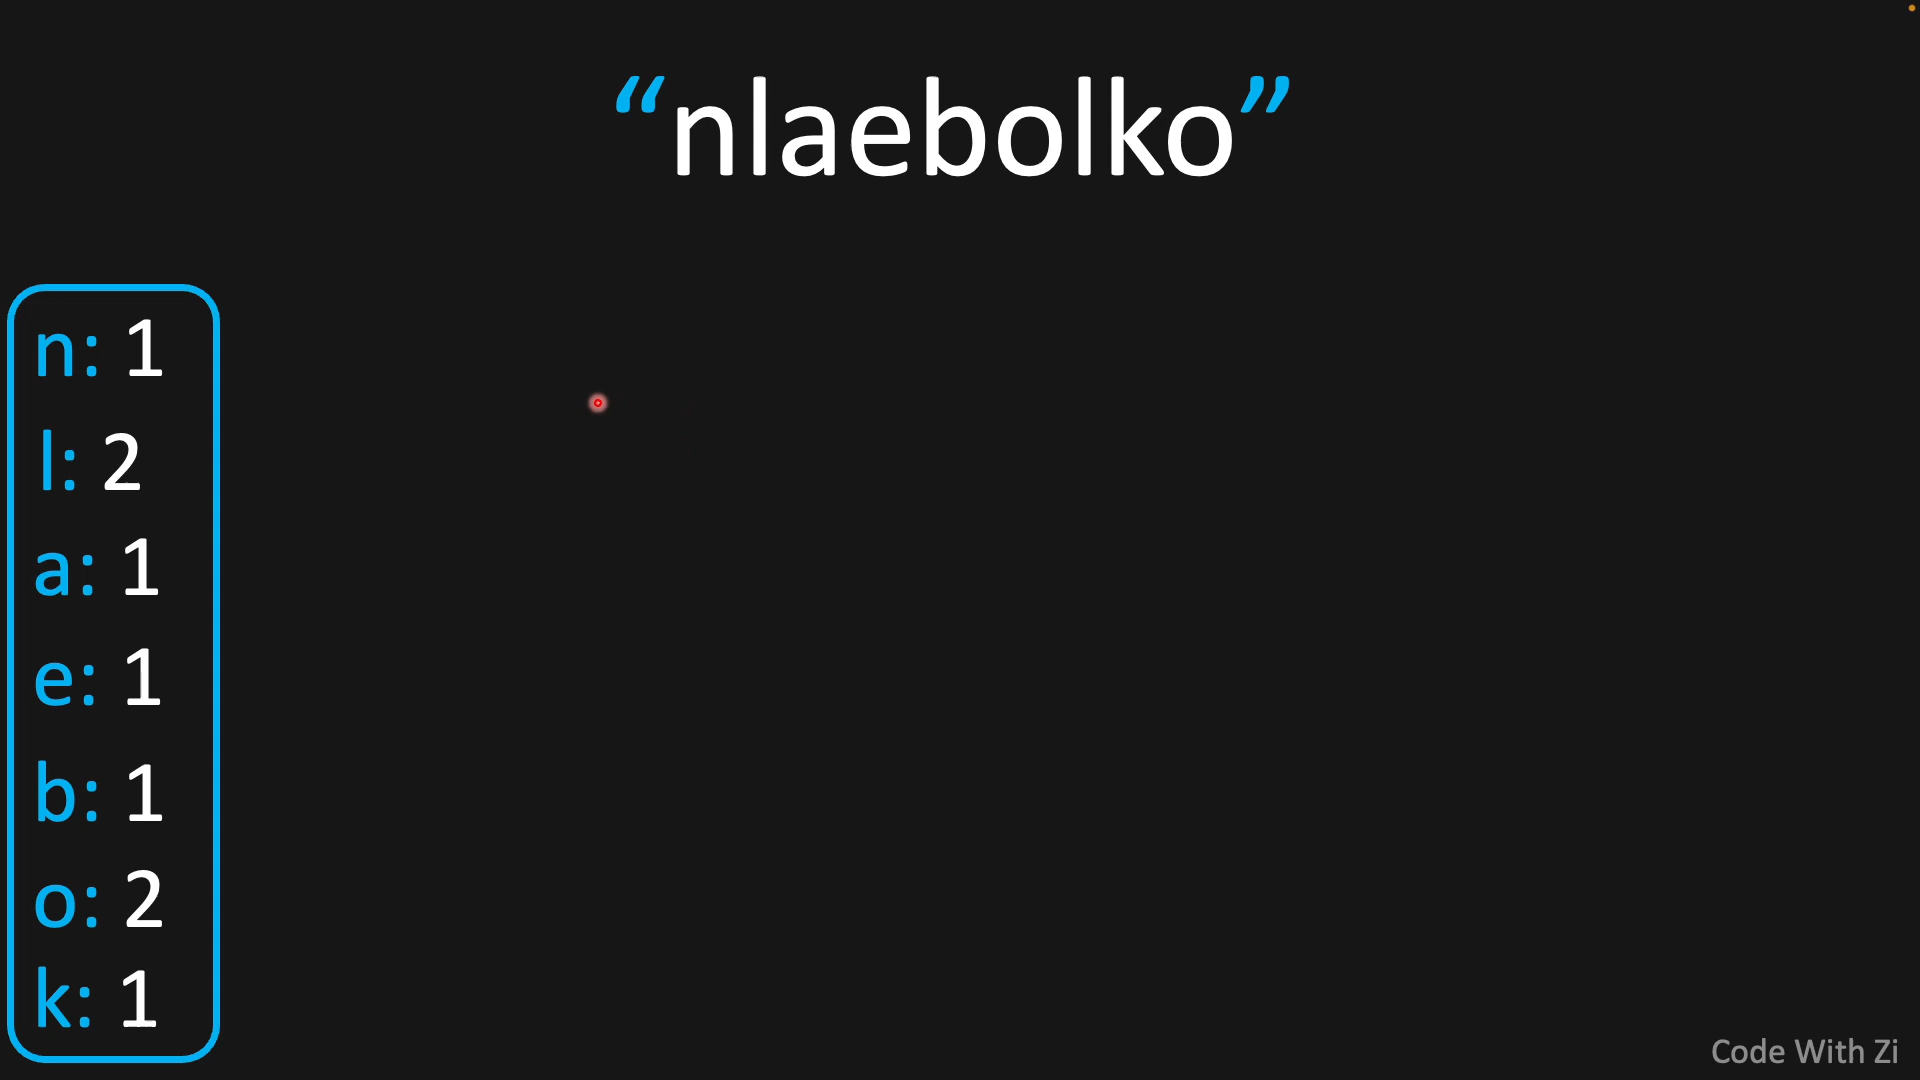 “nlaebolko”
n: 1
l: 2
a: 1
e: 1
b: 1
o: 2
k: 1
Code With Zi